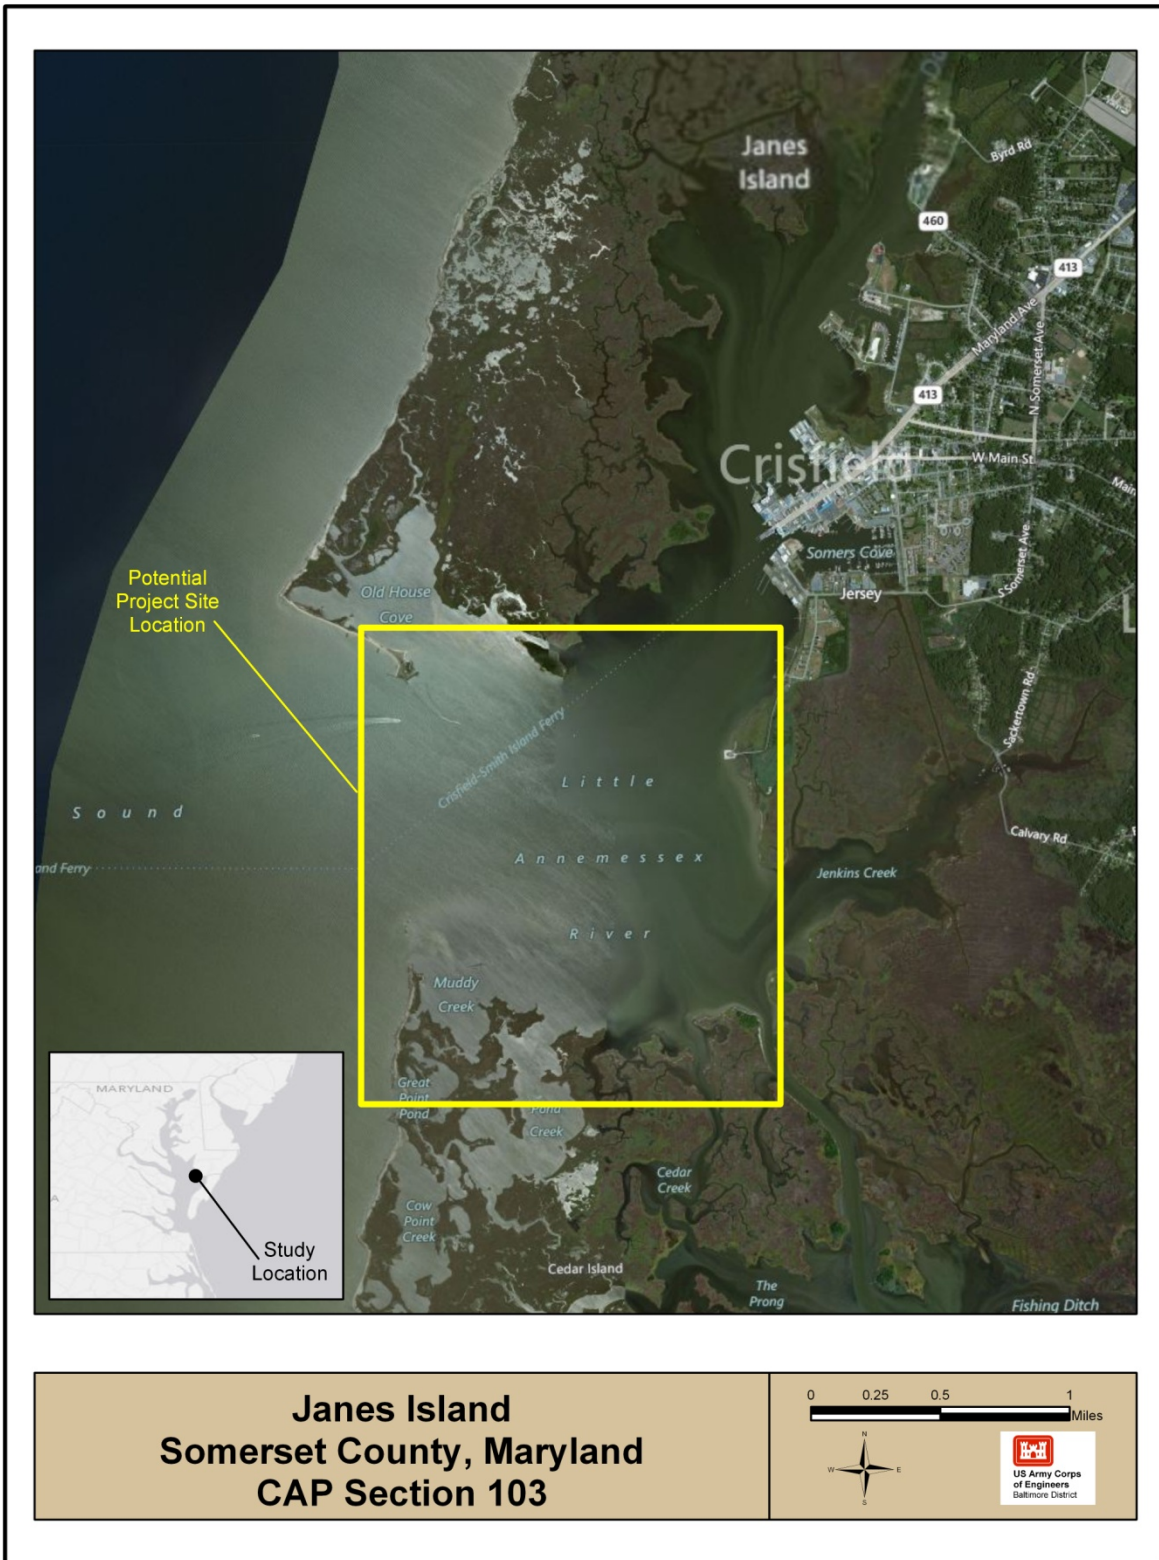 Janes
Island
Byrd Rd
460
413
Maryland Ave
N Somerset Ave
413
Crisfield
W Main St
Main
Somers Cove
Jersey
S Somerset Ave
Potential
Project Site
Location
Old House
Cove
Sackertown Rd
Crisfield-Smith Island Ferry
Little
Sound
Annemessex
Calvary Rd
and Ferry
Jenkins Creek
River
Muddy
Creek
Great
Point
Pond
Pond
Creek
MARYLAND
Cedar
Creek
Cow
Point
Creek
Study
Location
Cedar Island
The
Prong
Fishing Ditch
Janes Island
Somerset County, Maryland
CAP Section 103
0 0.25 0.5 1
Miles
N
W E
S
US Army Corps
of Engineers
Baltimore District